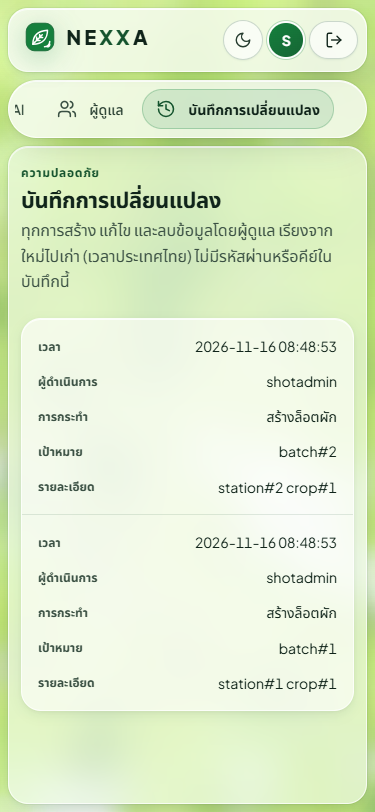 NEXXA
S
AI
ผู้ดูแล
บันทึกการเปลี่ยนแปลง
ความปลอดภัย
บันทึกการเปลี่ยนแปลง
ทุกการสร้าง แก้ไข และลบข้อมูลโดยผู้ดูแล เรียงจาก
ใหม่ไปเก่า (เวลาประเทศไทย) ไม่มีรหัสผ่านหรือคีย์ใน
บันทึกนี้
เวลา 2026-11-16 08:48:53
ผู้ดำเนินการ shotadmin
การกระทำ สร้างล็อตผัก
เป้าหมาย batch#2
รายละเอียด station#2 crop#1
เวลา 2026-11-16 08:48:53
ผู้ดำเนินการ shotadmin
การกระทำ สร้างล็อตผัก
เป้าหมาย batch#1
รายละเอียด station#1 crop#1